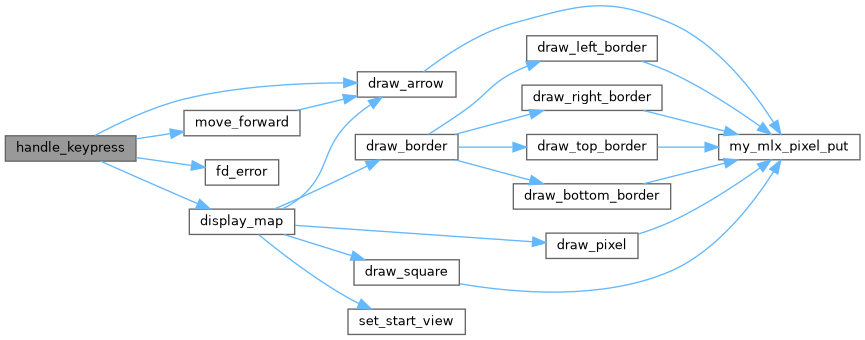 handle_keypress
move_forward
fd_error
display_map
draw_arrow
draw_border
draw_square
set_start_view
draw_left_border
draw_right_border
draw_top_border
draw_bottom_border
draw_pixel
my_mlx_pixel_put